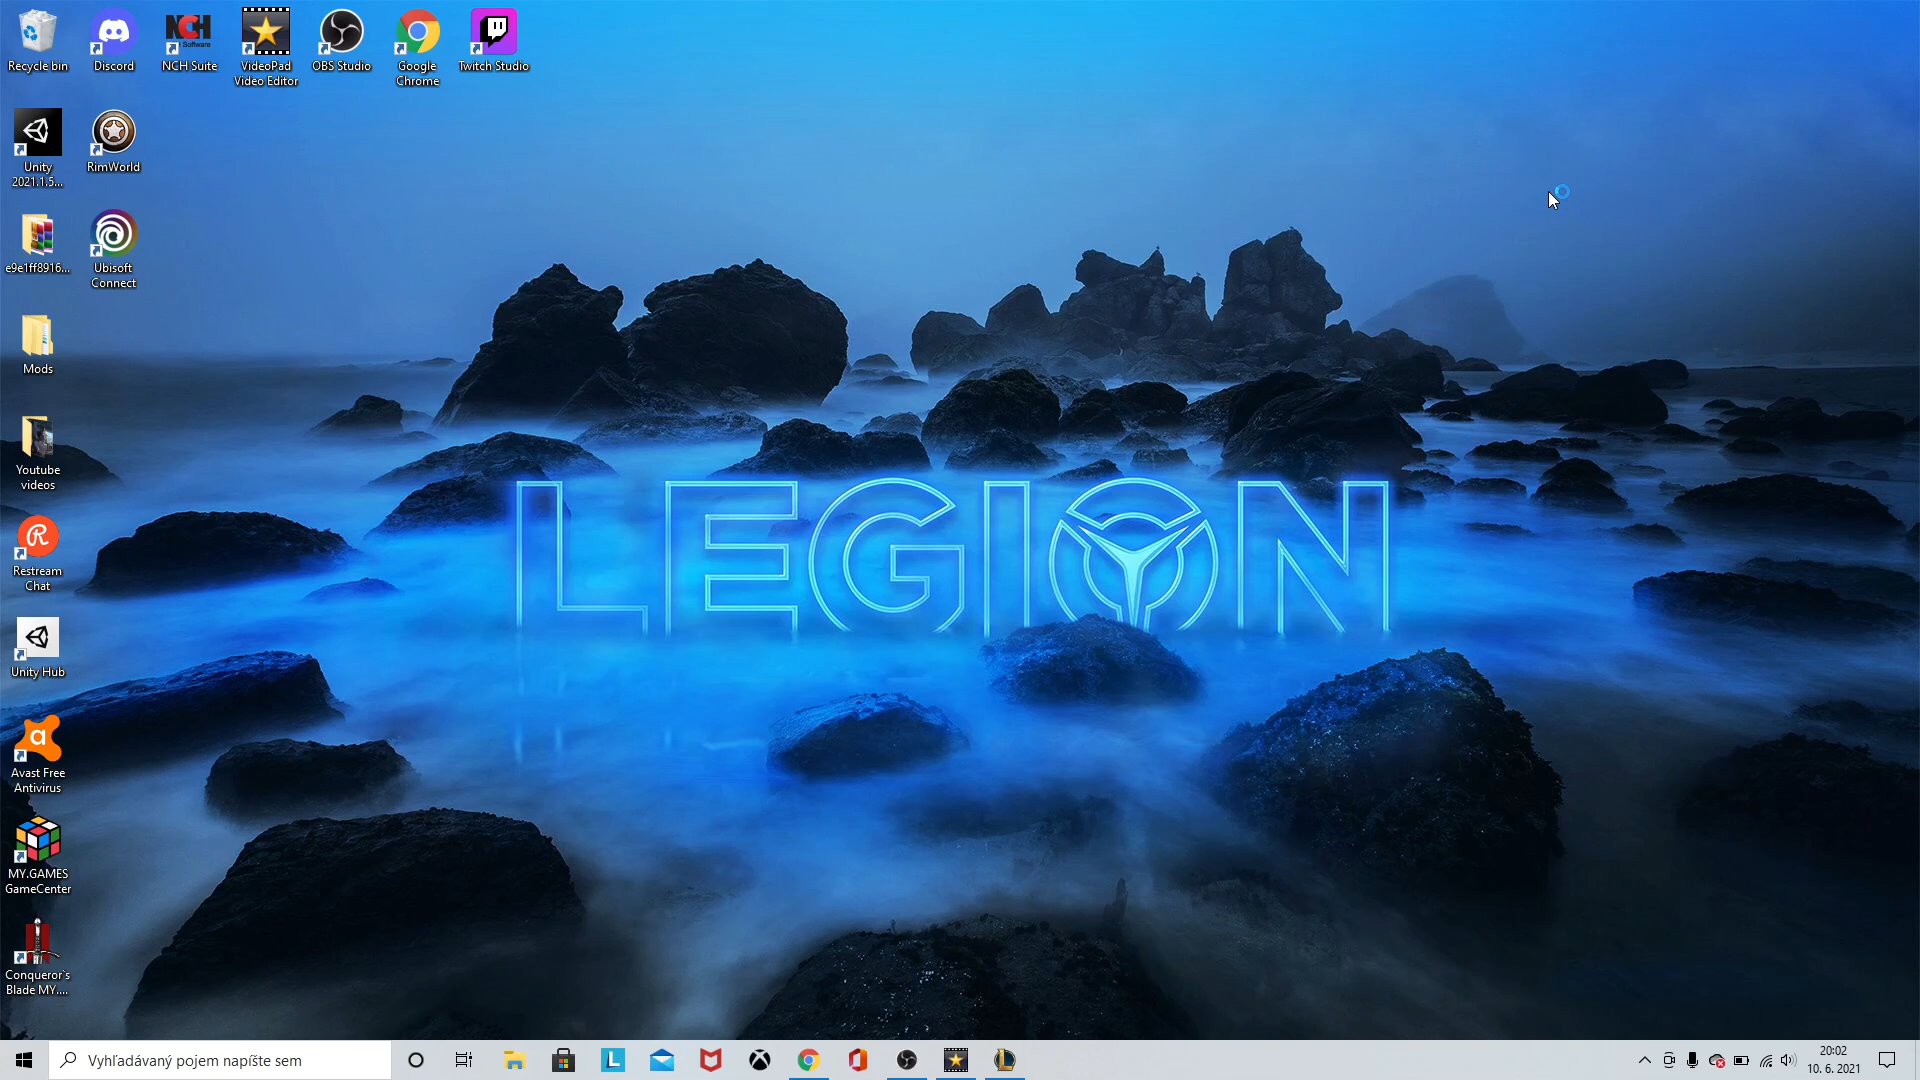 Recycle bin
Discord
NCH Suite
VideoPad
Video Editor
OBS Studio
Google
Chrome
Twitch Studio
NCH
Software
Unity
2021.1.5...
RimWorld
e9e1ff8916...
Ubisoft
Connect
Mods
Youtube
videos
Restream
Chat
Unity Hub
Avast Free
Antivirus
MY.GAMES
GameCenter
Conqueror`s
Blade MY....
LEGION
Vyhľadávaný pojem napíšte sem
L
20:02
10. 6. 2021